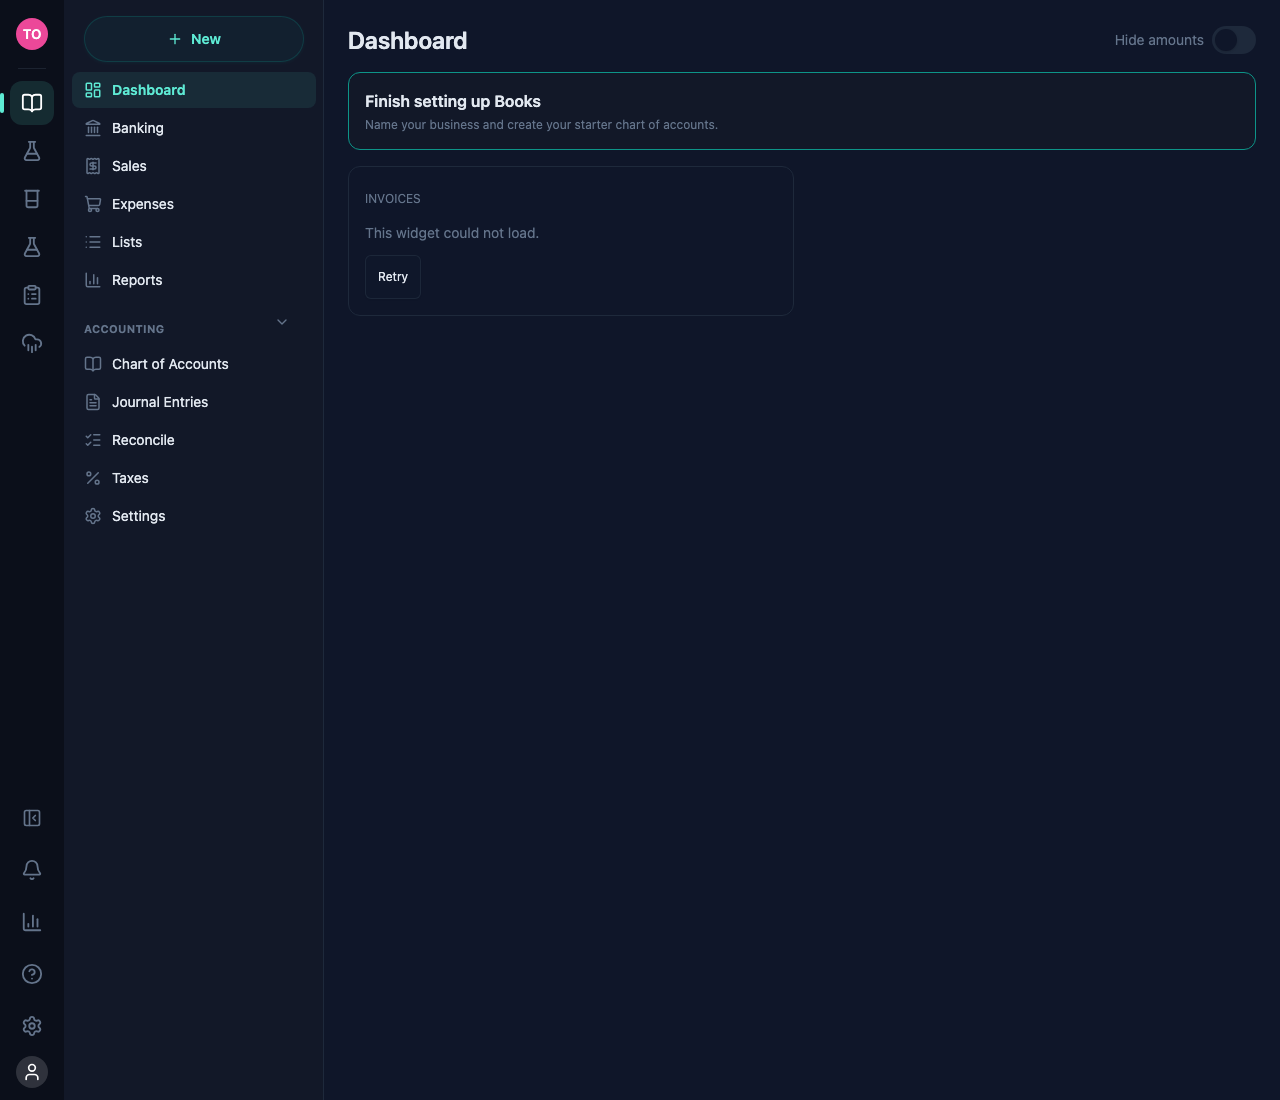 TO
New
Dashboard
Banking
Sales
Expenses
Lists
Reports
ACCOUNTING
Chart of Accounts
Journal Entries
Reconcile
Taxes
Settings
Dashboard
Hide amounts
Finish setting up Books
Name your business and create your starter chart of accounts.
INVOICES
This widget could not load.
Retry